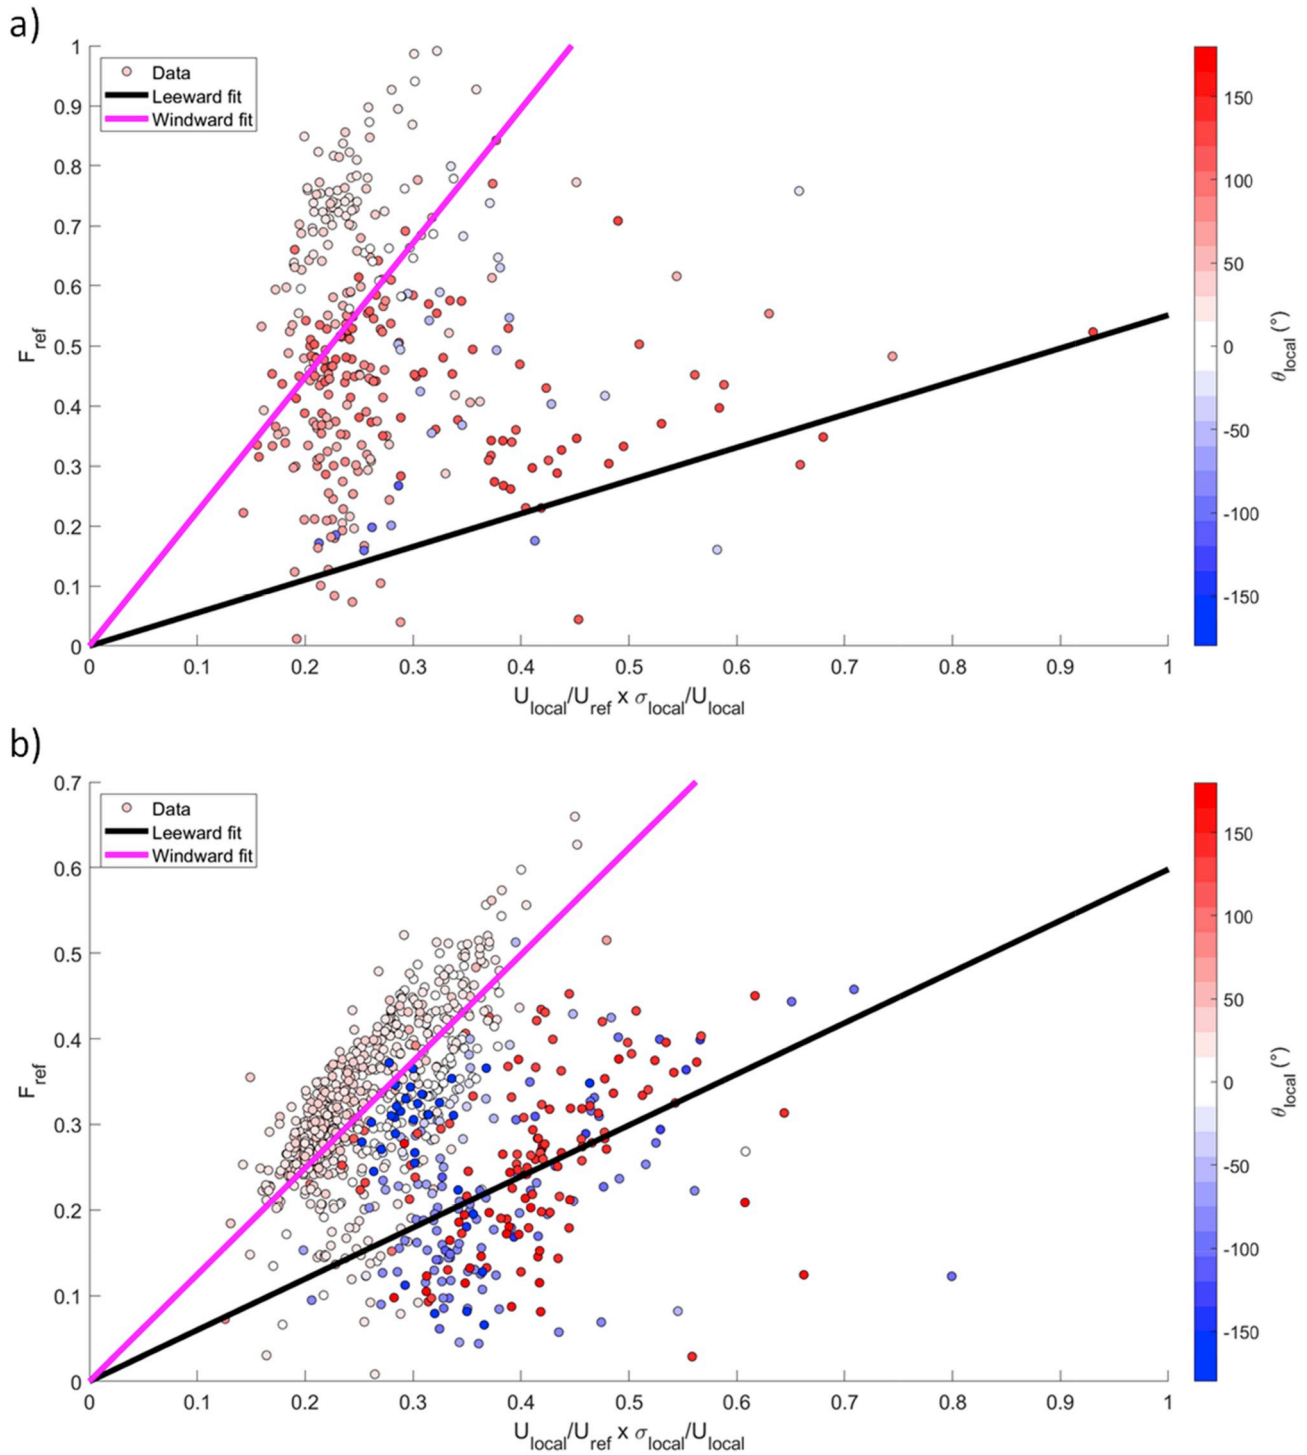 a)
1
0.9
0.8
0.7
0.6
0.5
0.4
0.3
0.2
0.1
0
F_ref
Data
Leeward fit
Windward fit
0 0.1 0.2 0.3 0.4 0.5 0.6 0.7 0.8 0.9 1
U_local/U_ref x σ_local/U_local
150
100
50
0
-50
-100
-150
θ_local (°)
b)
0.7
0.6
0.5
0.4
0.3
0.2
0.1
0
F_ref
Data
Leeward fit
Windward fit
0 0.1 0.2 0.3 0.4 0.5 0.6 0.7 0.8 0.9 1
U_local/U_ref x σ_local/U_local
150
100
50
0
-50
-100
-150
θ_local (°)